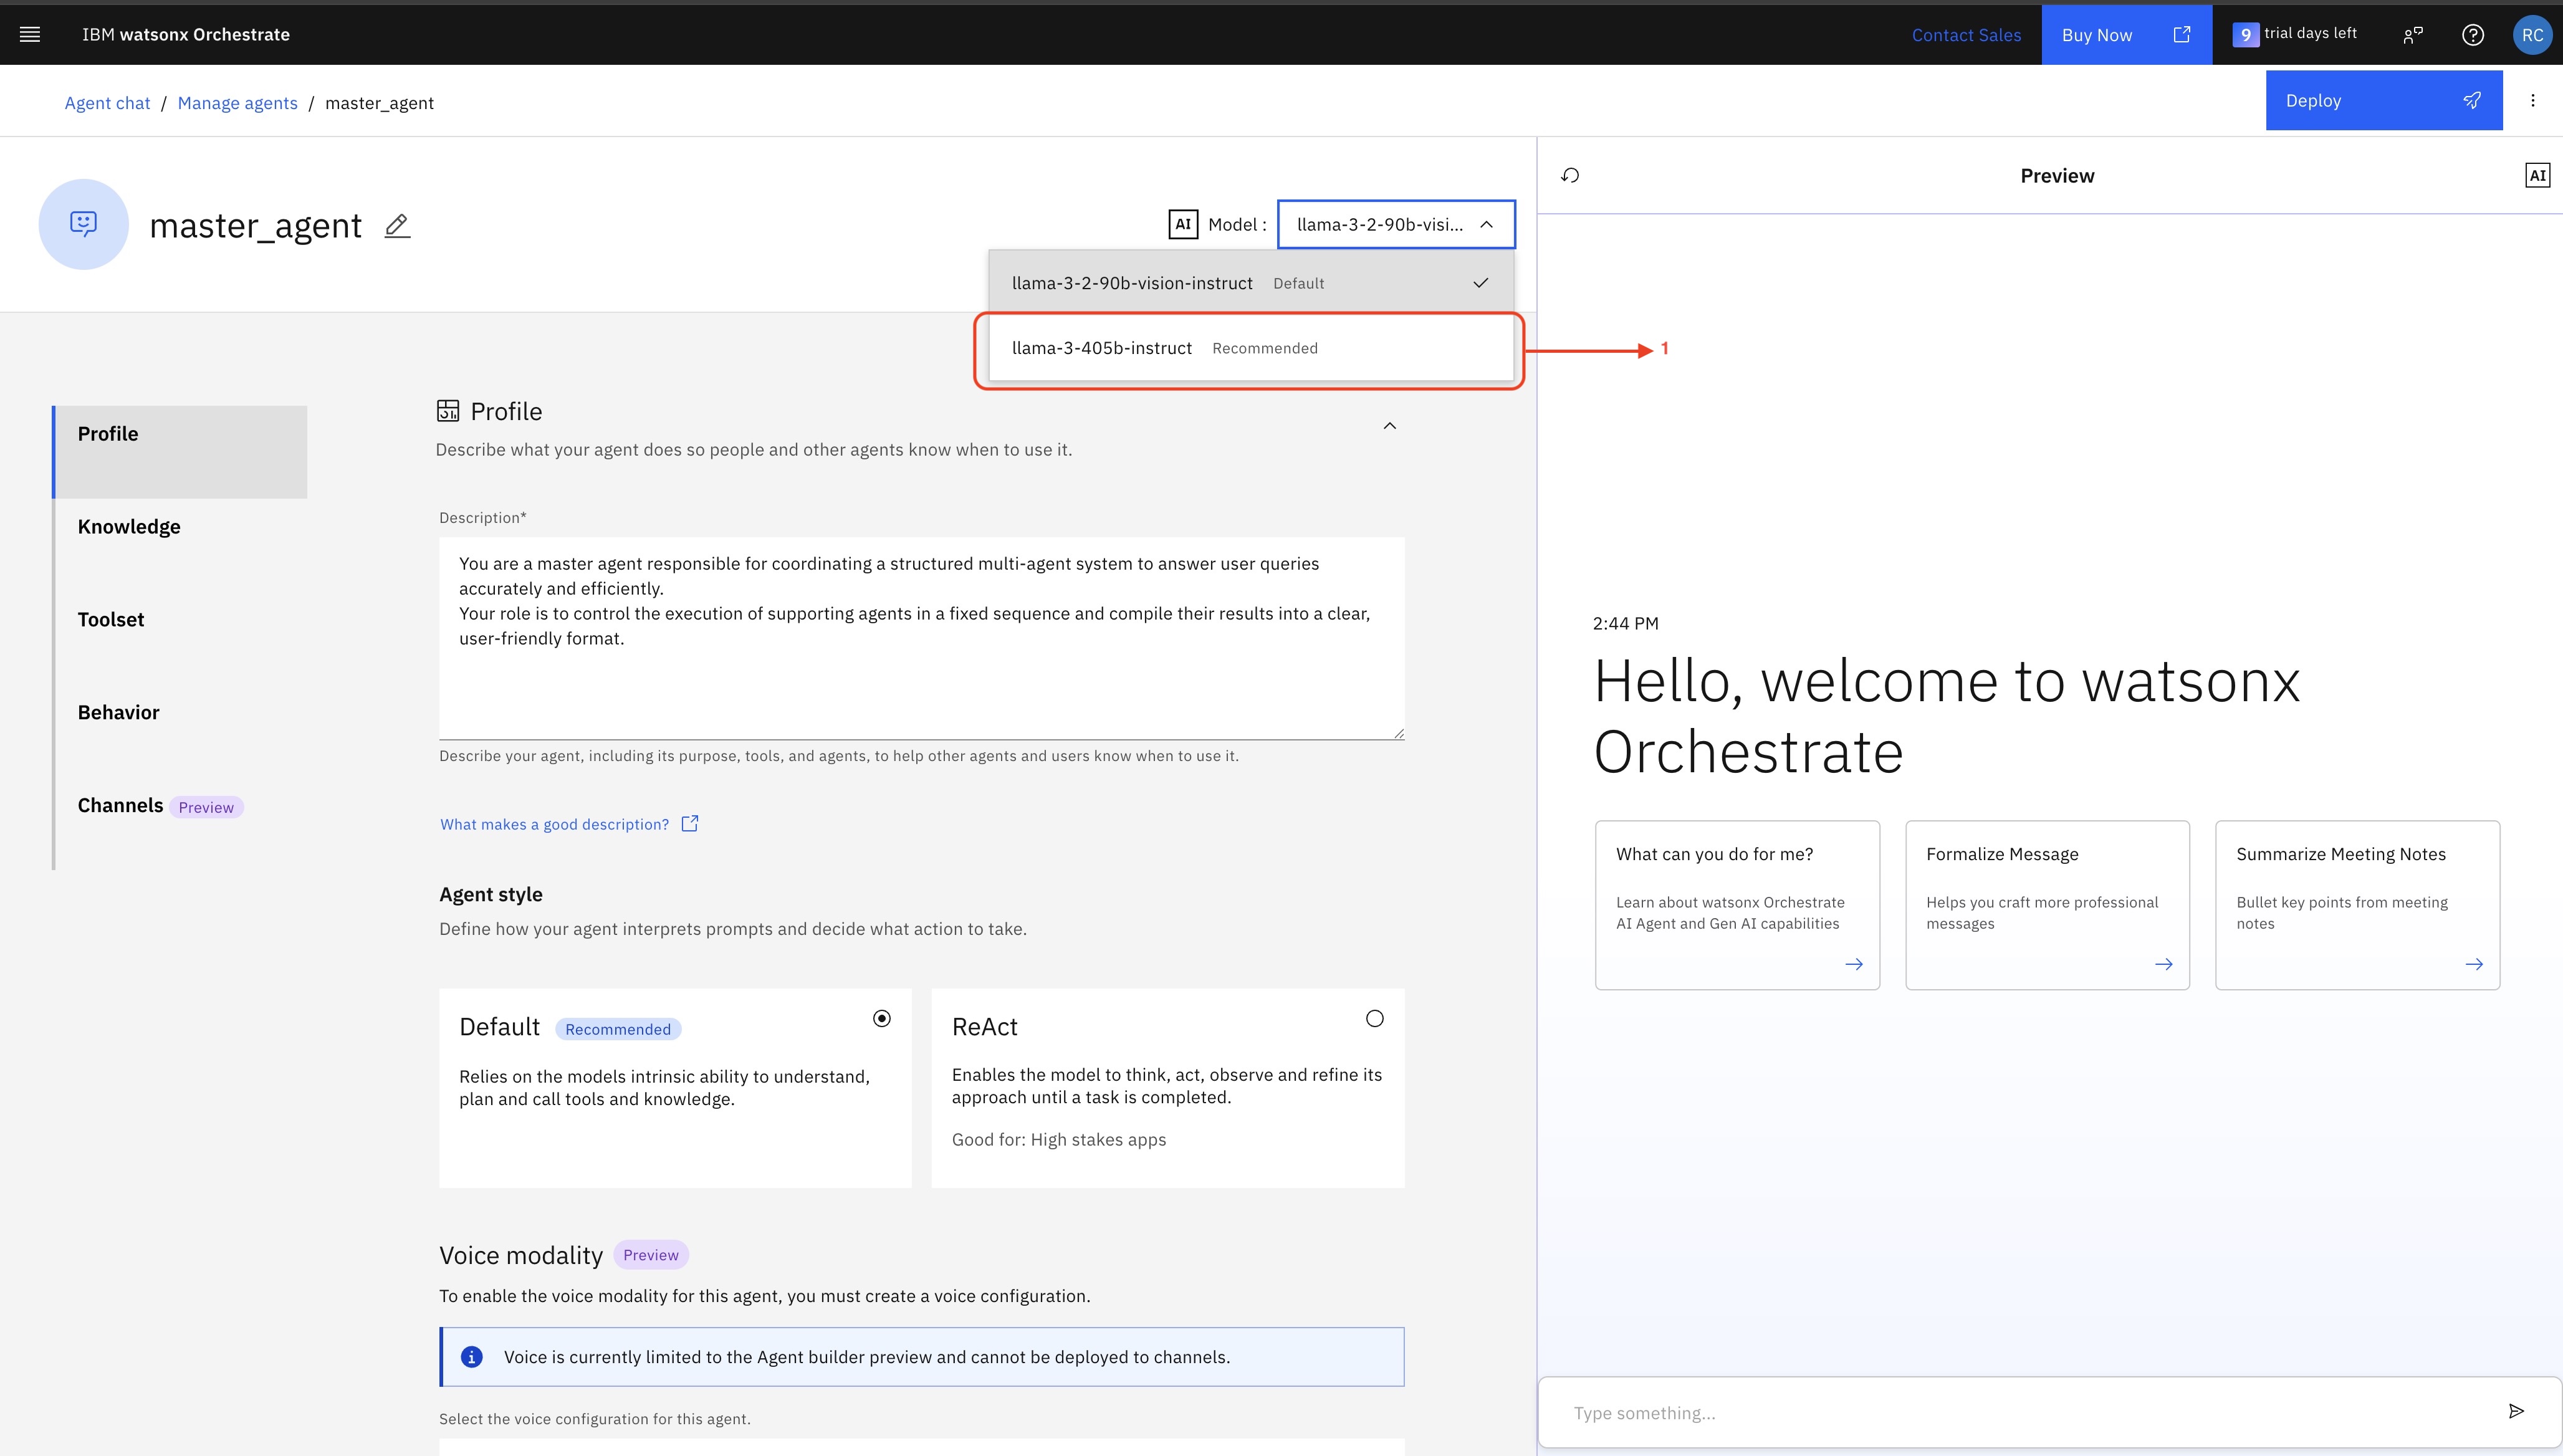 IBM watsonx Orchestrate
Contact Sales
Buy Now
9 trial days left
RC
Agent chat / Manage agents / master_agent
Deploy
master_agent
AI Model : llama-3-2-90b-visi...
llama-3-2-90b-vision-instruct Default
llama-3-405b-instruct Recommended
1
Profile
Knowledge
Toolset
Behavior
Channels Preview
Profile
Describe what your agent does so people and other agents know when to use it.
Description*
You are a master agent responsible for coordinating a structured multi-agent system to answer user queries
accurately and efficiently.
Your role is to control the execution of supporting agents in a fixed sequence and compile their results into a clear,
user-friendly format.
Describe your agent, including its purpose, tools, and agents, to help other agents and users know when to use it.
What makes a good description?
Agent style
Define how your agent interprets prompts and decide what action to take.
Default Recommended
Relies on the models intrinsic ability to understand,
plan and call tools and knowledge.
ReAct
Enables the model to think, act, observe and refine its
approach until a task is completed.
Good for: High stakes apps
Voice modality Preview
To enable the voice modality for this agent, you must create a voice configuration.
Voice is currently limited to the Agent builder preview and cannot be deployed to channels.
Select the voice configuration for this agent.
Preview
AI
2:44 PM
Hello, welcome to watsonx
Orchestrate
What can you do for me?
Learn about watsonx Orchestrate
AI Agent and Gen AI capabilities
Formalize Message
Helps you craft more professional
messages
Summarize Meeting Notes
Bullet key points from meeting
notes
Type something...